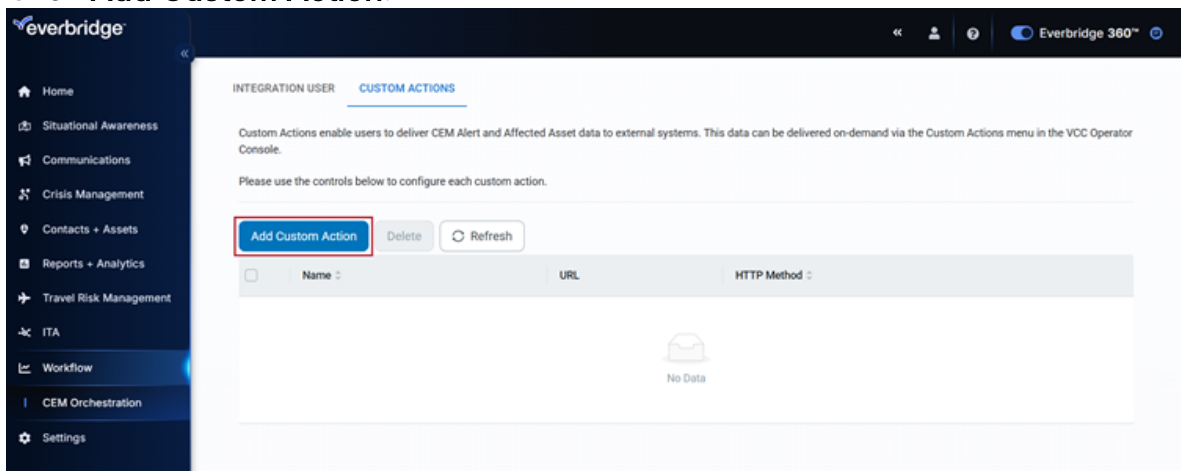 everbridge
Everbridge 360™
Home
Situational Awareness
Communications
Crisis Management
Contacts + Assets
Reports + Analytics
Travel Risk Management
ITA
Workflow
CEM Orchestration
Settings
INTEGRATION USER CUSTOM ACTIONS
Custom Actions enable users to deliver CEM Alert and Affected Asset data to external systems. This data can be delivered on-demand via the Custom Actions menu in the VCC Operator
Console.
Please use the controls below to configure each custom action.
Add Custom Action Delete Refresh
Name URL HTTP Method
No Data